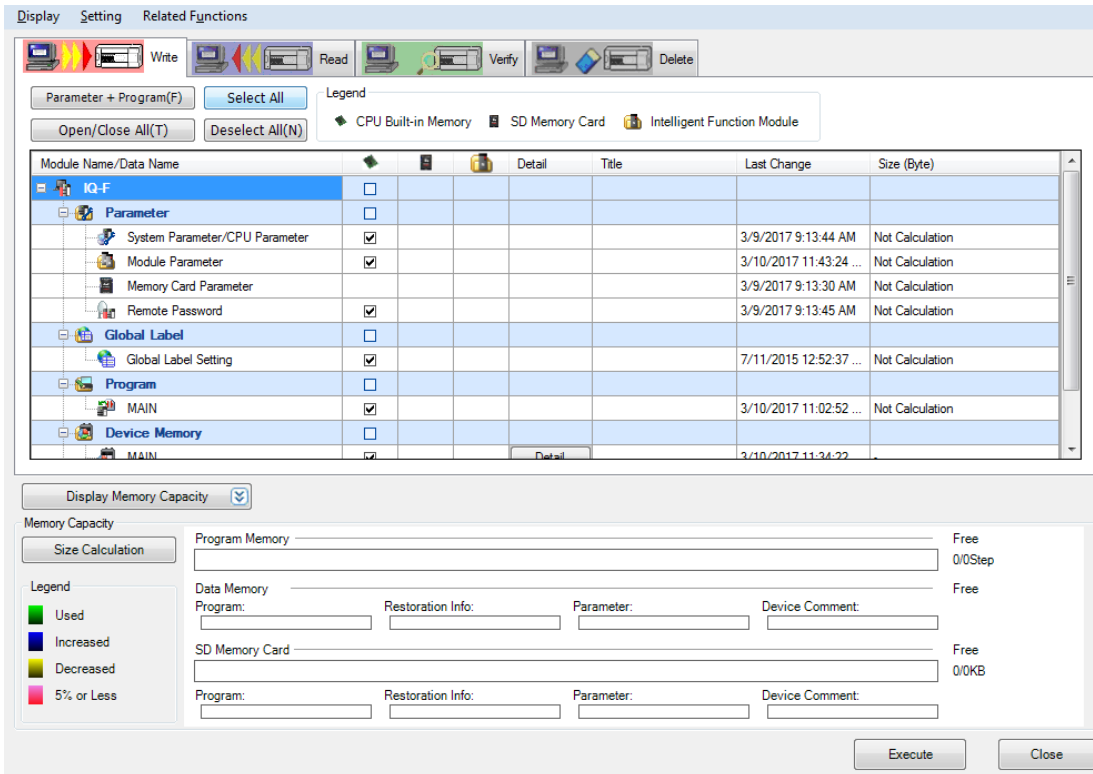 Display Setting Related Functions
Write Read Verify Delete
Parameter + Program(F) Select All Legend
Open/Close All(T) Deselect All(N) CPU Built-in Memory SD Memory Card Intelligent Function Module
Module Name/Data Name Detail Title Last Change Size (Byte)
IQ-F
Parameter
System Parameter/CPU Parameter 3/9/2017 9:13:44 AM Not Calculation
Module Parameter 3/10/2017 11:43:24 ... Not Calculation
Memory Card Parameter 3/9/2017 9:13:30 AM Not Calculation
Remote Password 3/9/2017 9:13:45 AM Not Calculation
Global Label
Global Label Setting 7/11/2015 12:52:37 ... Not Calculation
Program
MAIN 3/10/2017 11:02:52 ... Not Calculation
Device Memory
MAIN Detail 3/10/2017 11:34:22 -
Display Memory Capacity
Memory Capacity
Size Calculation Program Memory Free
0/0Step
Legend Data Memory Free
Used Program: Restoration Info: Parameter: Device Comment:
Increased
SD Memory Card Free
Decreased 0/0KB
5% or Less Program: Restoration Info: Parameter: Device Comment:
Execute Close